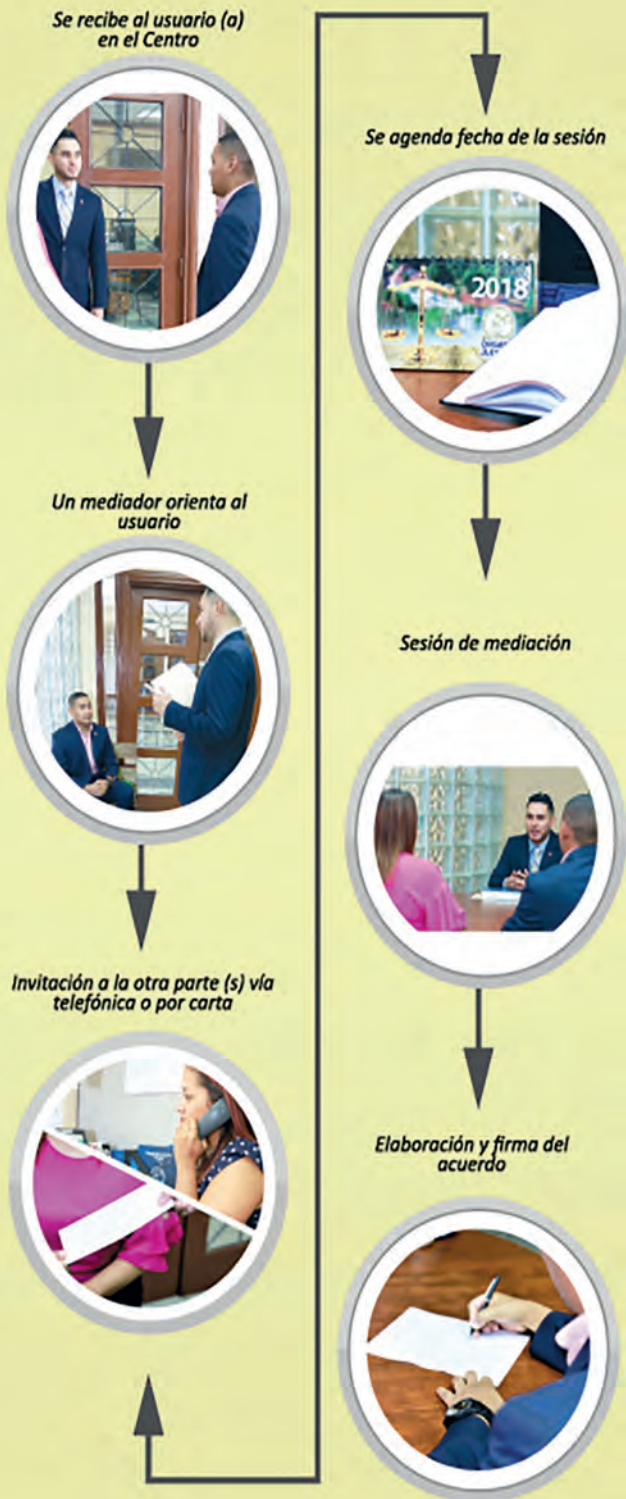 Se recibe al usuario (a)
en el Centro
Un mediador orienta al
usuario
Invitación a la otra parte (s) vía
telefónica o por carta
Se agenda fecha de la sesión
2018
Sesión de mediación
Elaboración y firma del
acuerdo